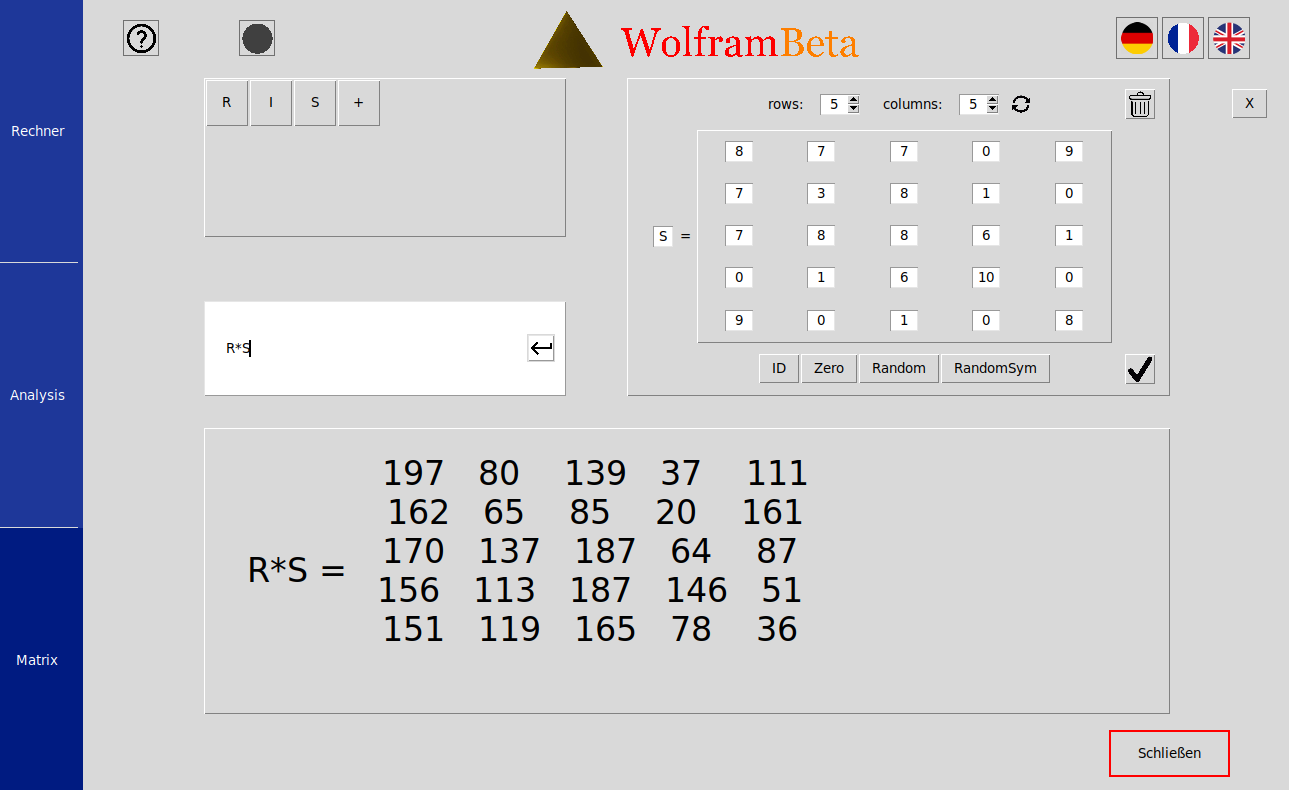 ?
WolframBeta
Rechner
Analysis
Matrix
R I S +
rows: 5 columns: 5
X
8 7 7 0 9
7 3 8 1 0
S = 7 8 8 6 1
0 1 6 10 0
9 0 1 0 8
R*S
ID Zero Random RandomSym
197 80 139 37 111
162 65 85 20 161
R*S = 170 137 187 64 87
156 113 187 146 51
151 119 165 78 36
Schließen